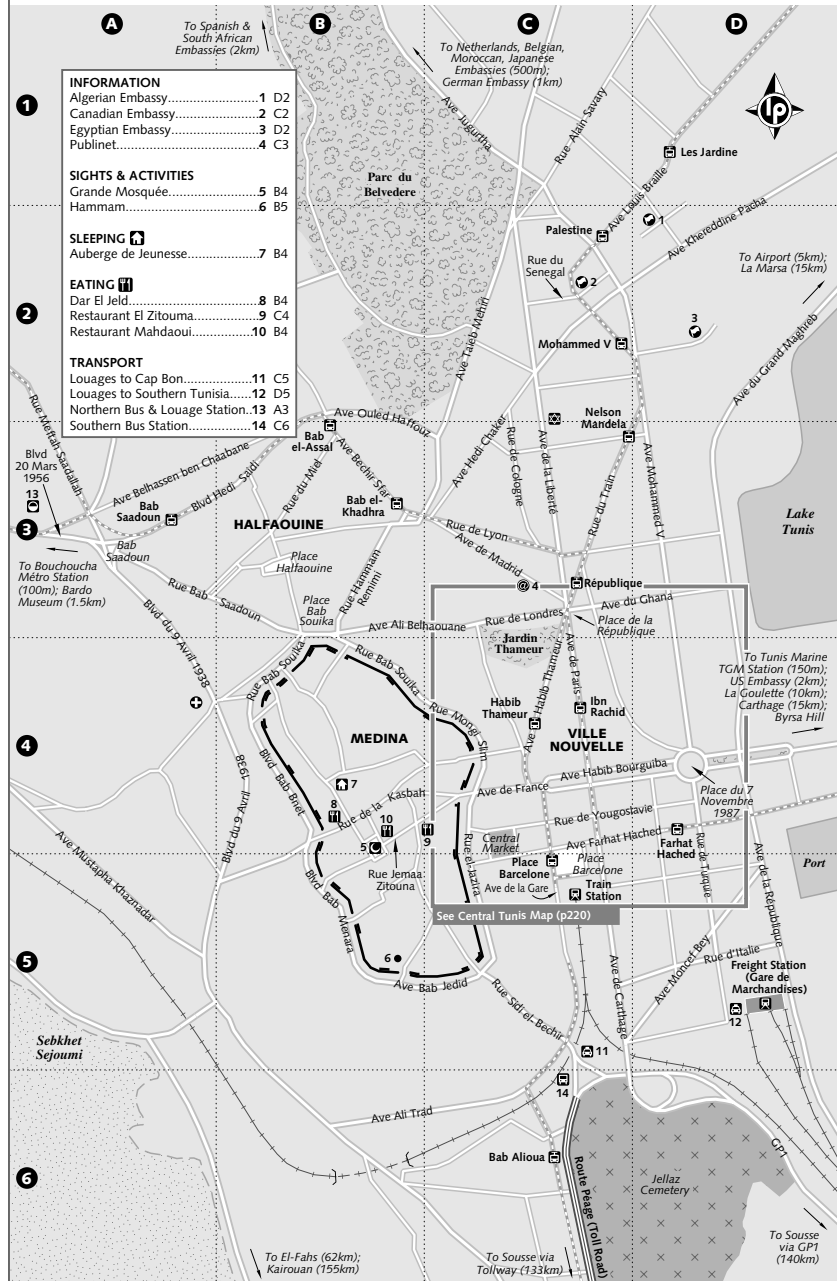 A
B
C
D
1
2
3
4
5
6
INFORMATION
Algerian Embassy............................1 D2
Canadian Embassy..........................2 C2
Egyptian Embassy............................3 D2
Publinet...........................................4 C3
SIGHTS & ACTIVITIES
Grande Mosquée.............................5 B4
Hammam........................................6 B5
SLEEPING
Auberge de Jeunesse.......................7 B4
EATING
Dar El Jeld.......................................8 B4
Restaurant El Zitouma.....................9 C4
Restaurant Mahdaoui....................10 B4
TRANSPORT
Louages to Cap Bon.......................11 C5
Louages to Southern Tunisia..........12 D5
Northern Bus & Louage Station..13 A3
Southern Bus Station.....................14 C6
To Spanish &
South African
Embassies (2km)
To Netherlands, Belgian,
Moroccan, Japanese
Embassies (500m);
German Embassy (1km)
lp
Ave Jugurtha
Rue Alain Savary
Les Jardine
Parc du
Belvedere
Ave Louis Braille
Palestine
1
Ave Khereddine Pacha
Rue du
Senegal
2
To Airport (5km);
La Marsa (15km)
3
Mohammed V
Ave Taieb Mehiri
Ave du Grand Maghreb
Rue Meftah Saadallah
Ave Ouled Haffouz
Bab
el-Assal
Nelson
Mandela
Blvd
20 Mars
1956
Ave Belhassen ben Chaabane
Blvd Hedi Saidi
Ave Bechir Sfar
Rue du Miel
Ave Hedi Chaker
Rue de Cologne
Ave de la Liberté
Rue du Train
Ave Mohammed V
13
Bab
Saadoun
Bab el-
Khadhra
Lake
Tunis
HALFAOUINE
Rue de Lyon
Bab
Saadoun
Place
Halfaouine
Ave de Madrid
To Bouchoucha
Métro Station
(100m); Bardo
Museum (1.5km)
Rue Bab Saadoun
Rue Hammam
Remimi
4
République
Place
Bab
Souika
Rue de Londres
Ave du Ghana
Ave Ali Belhaouane
Place de la
République
Blvd du 9 Avril 1938
Jardin
Thameur
Rue Bab Souika
Rue Bab Souika
Ave Habib Thameur
Ave de Paris
To Tunis Marine
TGM Station (150m);
US Embassy (2km);
La Goulette (10km);
Carthage (15km);
Byrsa Hill
Rue Mongi Slim
Habib
Thameur
Ibn
Rachid
MEDINA
VILLE
NOUVELLE
Blvd Bab Bnet
Blvd du 9 Avril 1938
7
Ave Habib Bourguiba
Ave de France
Place du 7
Novembre
1987
8
Rue de la Kasbah
10
9
5
Rue de Yougoslavie
Ave Farhat Hached
Central
Market
Rue el-Jazira
Farhat
Hached
Ave Mustapha Khaznadar
Rue Jemaa
Zitouna
Place
Barcelone
Place
Barcelone
Rue de Turquie
Port
Ave de la Gare
Train
Station
Ave de la République
Blvd Bab Menara
See Central Tunis Map (p220)
6
Ave Bab Jedid
Rue Sidi el-Bechir
Ave de Carthage
Ave Moncef Bey
Rue d'Italie
Freight Station
(Gare de
Marchandises)
12
Sebkhet
Sejoumi
11
14
Ave Ali Trad
Bab Alioua
Route Péage (Toll Road)
Jellaz
Cemetery
GP1
To El-Fahs (62km);
Kairouan (155km)
To Sousse via
Tollway (133km)
To Sousse
via GP1
(140km)